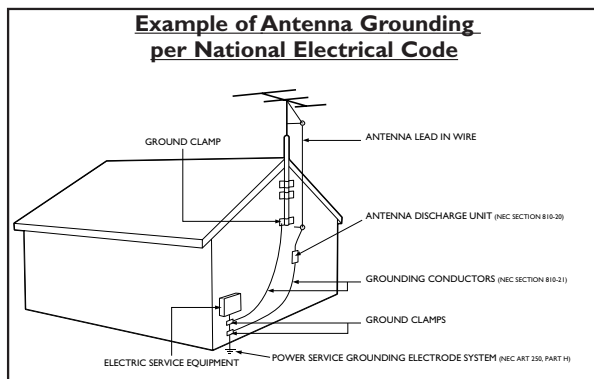 Example of Antenna Grounding
per National Electrical Code
GROUND CLAMP
ANTENNA LEAD IN WIRE
ANTENNA DISCHARGE UNIT (NEC SECTION 810-20)
GROUNDING CONDUCTORS (NEC SECTION 810-21)
GROUND CLAMPS
ELECTRIC SERVICE EQUIPMENT
POWER SERVICE GROUNDING ELECTRODE SYSTEM (NEC ART 250, PART H)